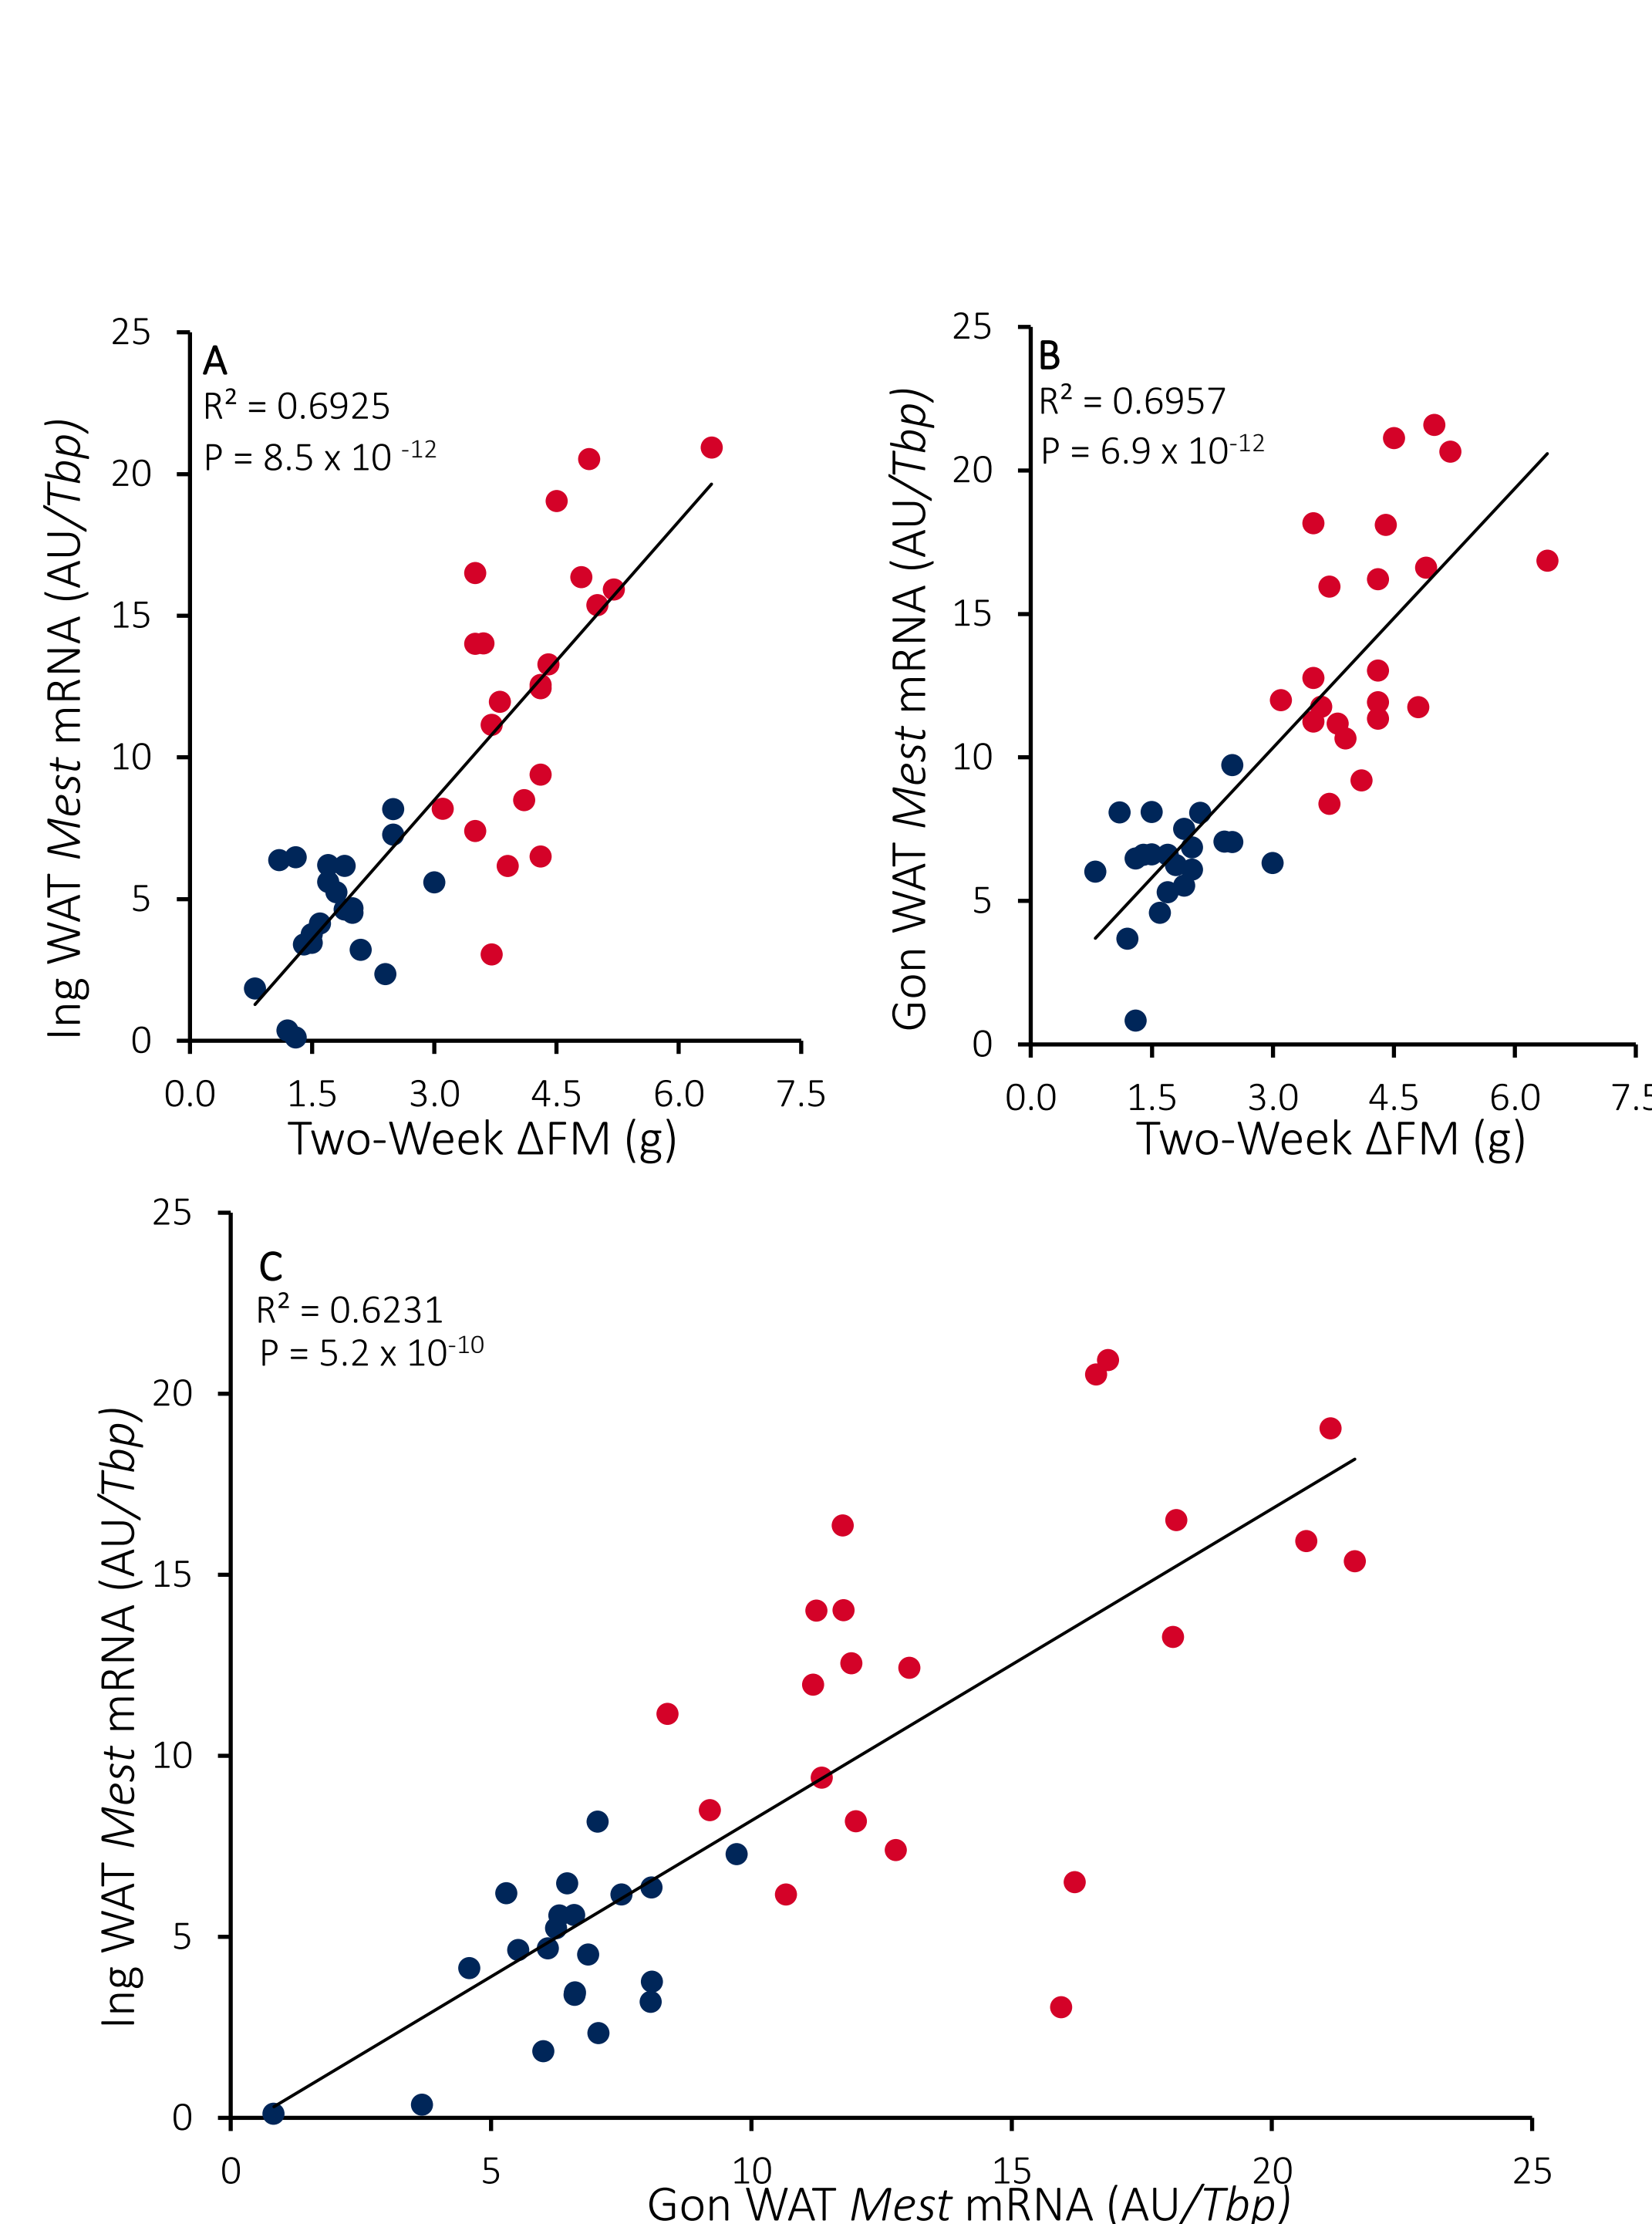 A
R² = 0.6925
P = 8.5 x 10 -12
25
20
15
10
5
0
Ing WAT Mest mRNA (AU/Tbp)
0.0 1.5 3.0 4.5 6.0 7.5
Two-Week ΔFM (g)
B
R² = 0.6957
P = 6.9 x 10-12
25
20
15
10
5
0
Gon WAT Mest mRNA (AU/Tbp)
0.0 1.5 3.0 4.5 6.0 7.5
Two-Week ΔFM (g)
C
R² = 0.6231
P = 5.2 x 10-10
25
20
15
10
5
0
Ing WAT Mest mRNA (AU/Tbp)
0 5 10 15 20 25
Gon WAT Mest mRNA (AU/Tbp)